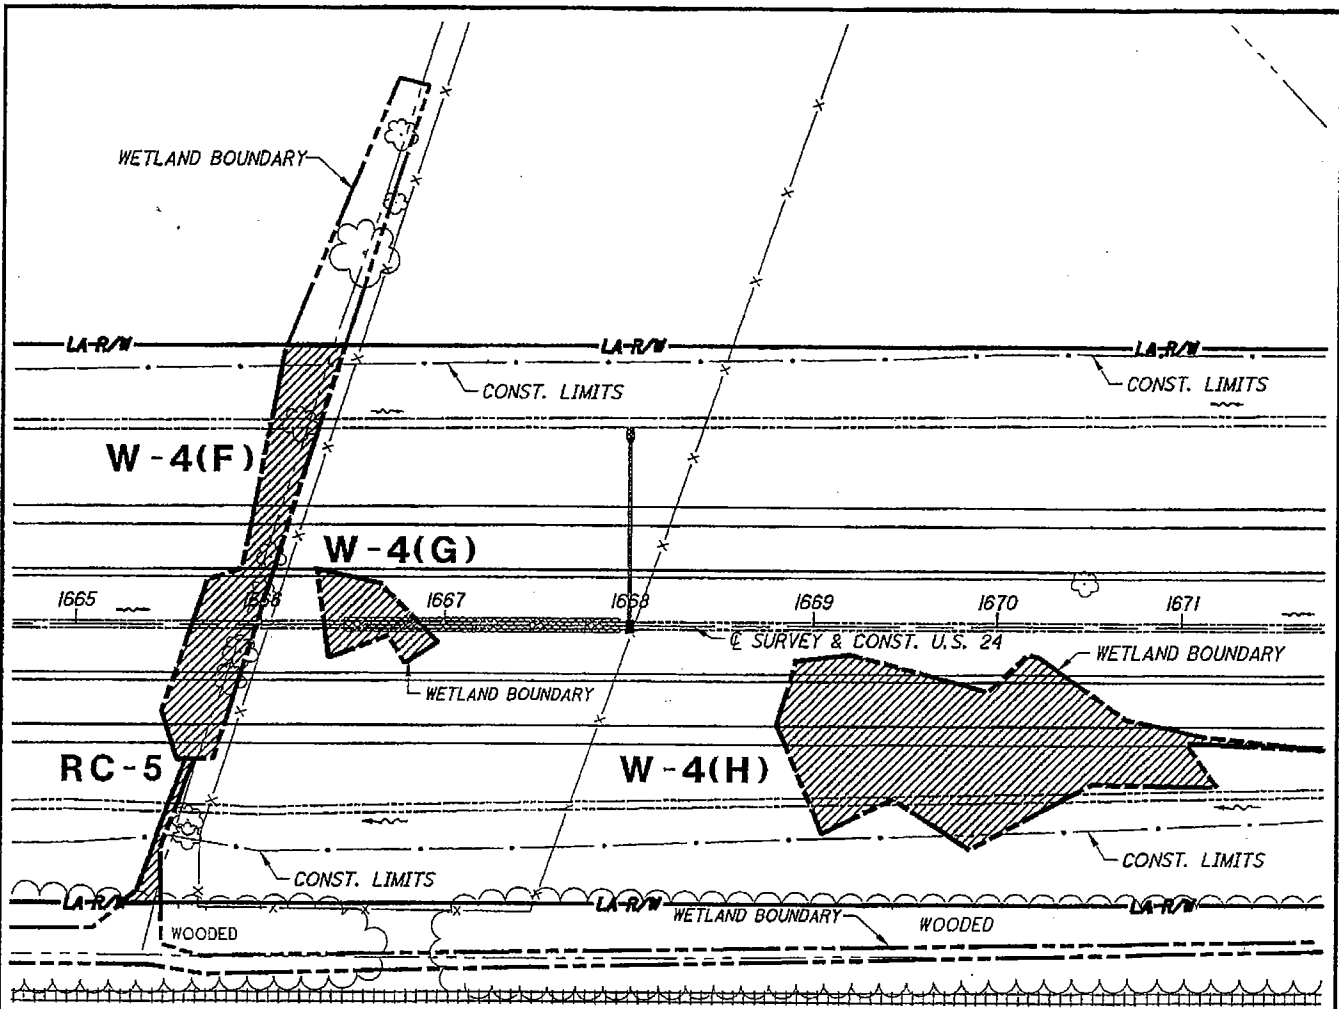 WETLAND BOUNDARY
LA-R/W LA-R/W LA-R/W
CONST. LIMITS CONST. LIMITS
W-4(F)
W-4(G)
1665 1666 1667 1668 1669 1670 1671
℄ SURVEY & CONST. U.S. 24
WETLAND BOUNDARY
WETLAND BOUNDARY
RC-5
W-4(H)
CONST. LIMITS
CONST. LIMITS
LA-R/W LA-R/W LA-R/W
WETLAND BOUNDARY
WOODED
WOODED